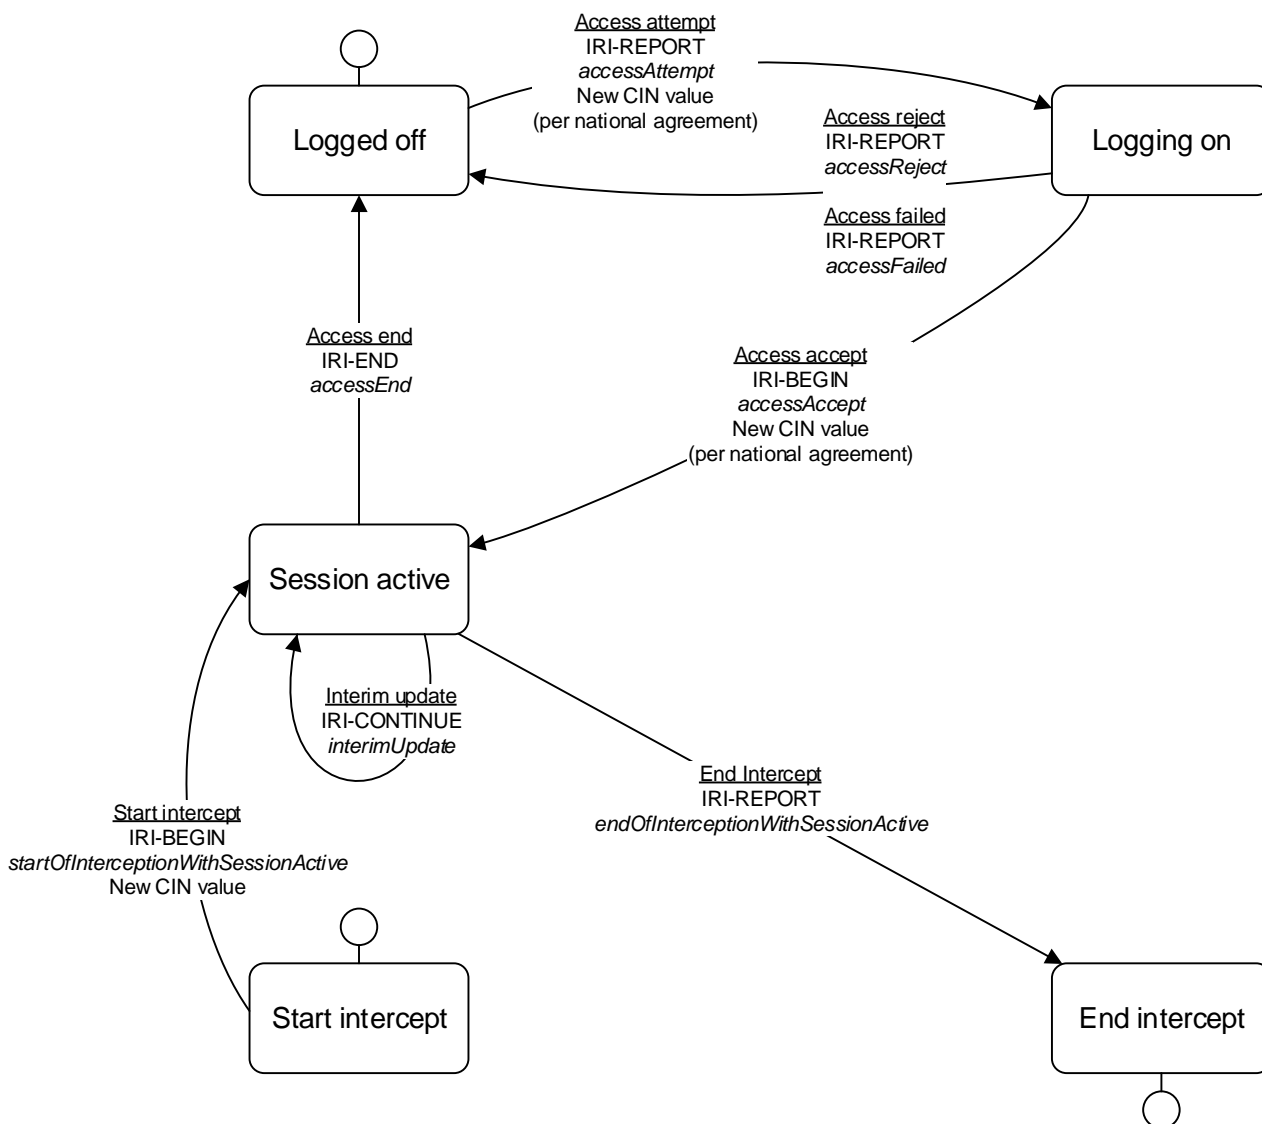 Access attempt
IRI-REPORT
accessAttempt
New CIN value
(per national agreement)
Logged off
Logging on
Access reject
IRI-REPORT
accessReject
Access failed
IRI-REPORT
accessFailed
Access end
IRI-END
accessEnd
Access accept
IRI-BEGIN
accessAccept
New CIN value
(per national agreement)
Session active
Interim update
IRI-CONTINUE
interimUpdate
End Intercept
IRI-REPORT
endOfInterceptionWithSessionActive
Start intercept
IRI-BEGIN
startOfInterceptionWithSessionActive
New CIN value
Start intercept
End intercept